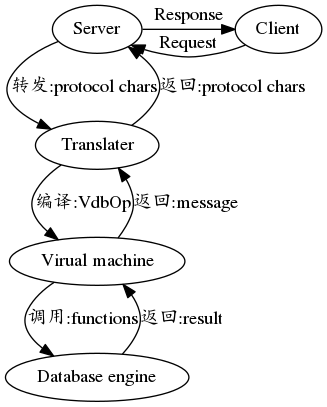 Response
Server
Client
Request
转发:protocol chars
返回:protocol chars
Translater
编译:VdbOp
返回:message
Virual machine
调用:functions
返回:result
Database engine